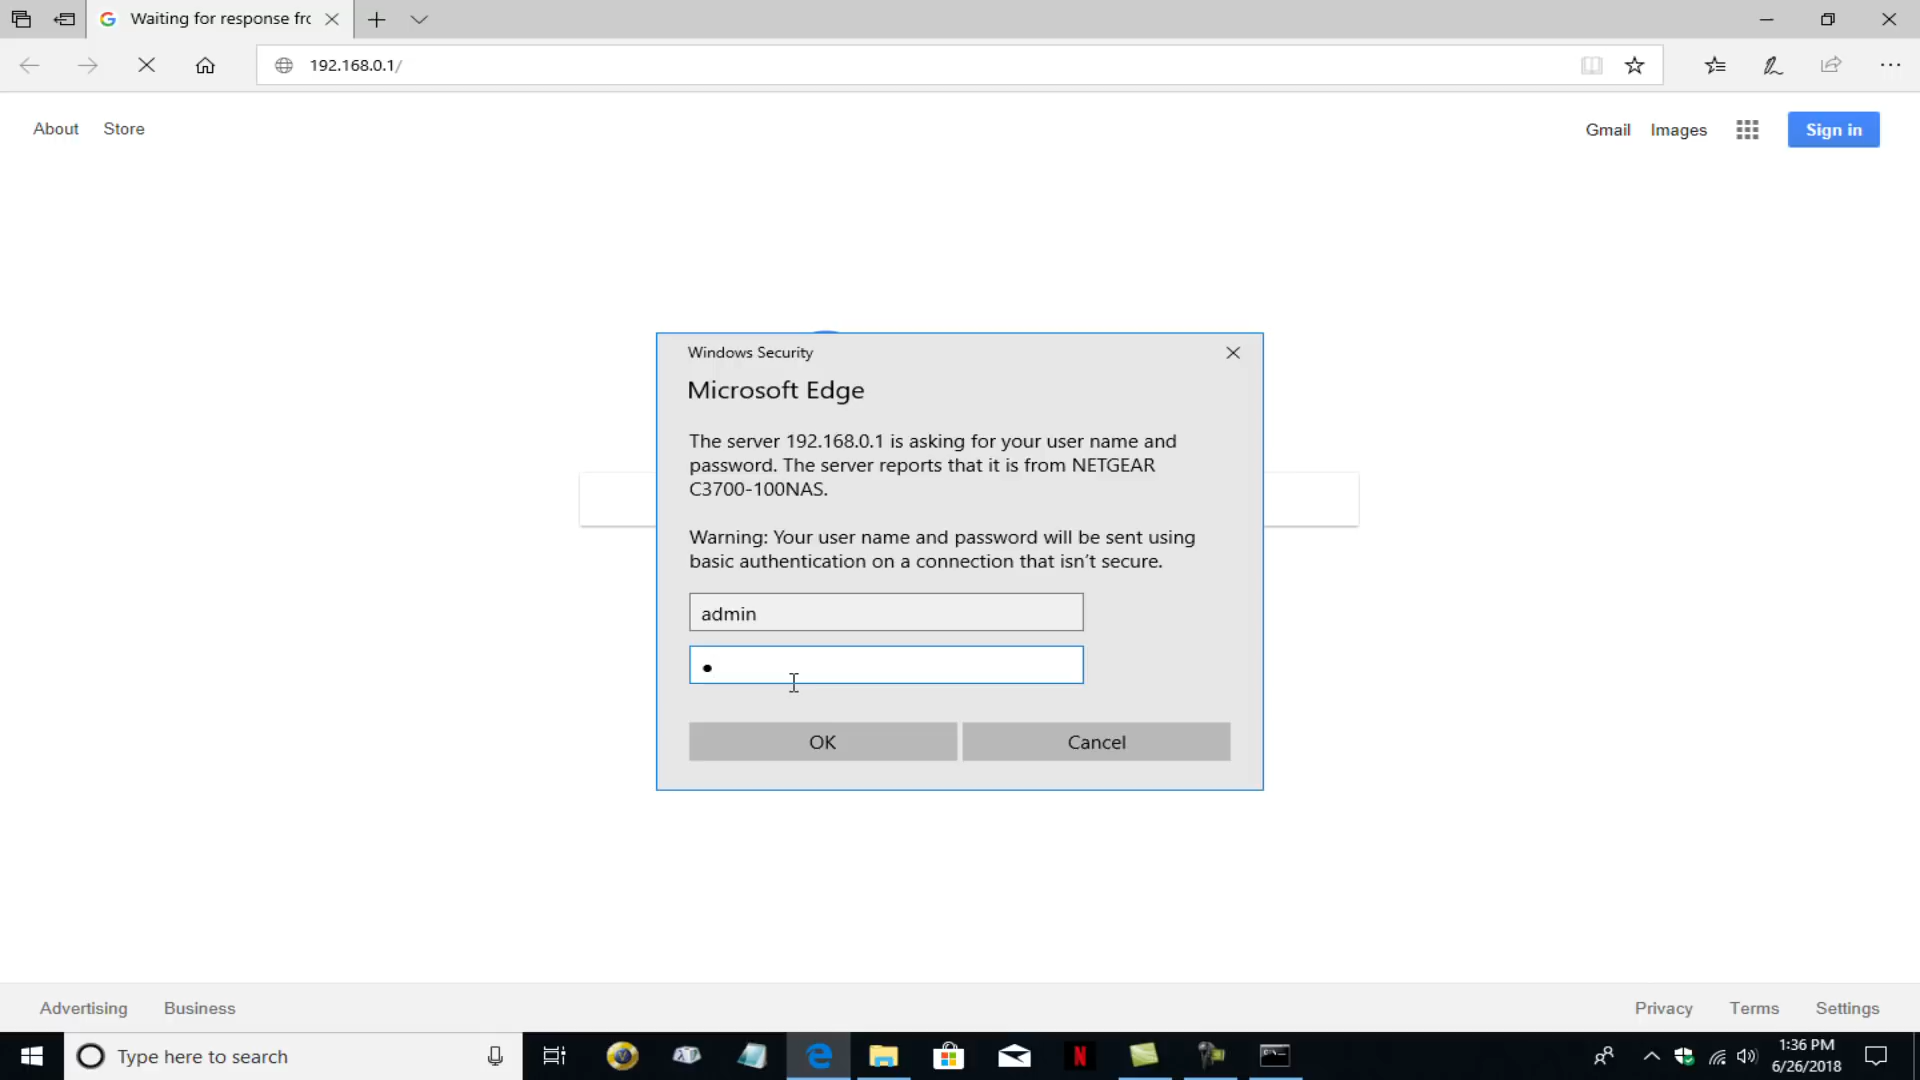 Waiting for response frc
192.168.0.1/
About Store
Gmail Images Sign in
Windows Security
Microsoft Edge
The server 192.168.0.1 is asking for your user name and
password. The server reports that it is from NETGEAR
C3700-100NAS.
Warning: Your user name and password will be sent using
basic authentication on a connection that isn't secure.
admin
OK Cancel
Advertising Business
Privacy Terms Settings
Type here to search
1:36 PM
6/26/2018